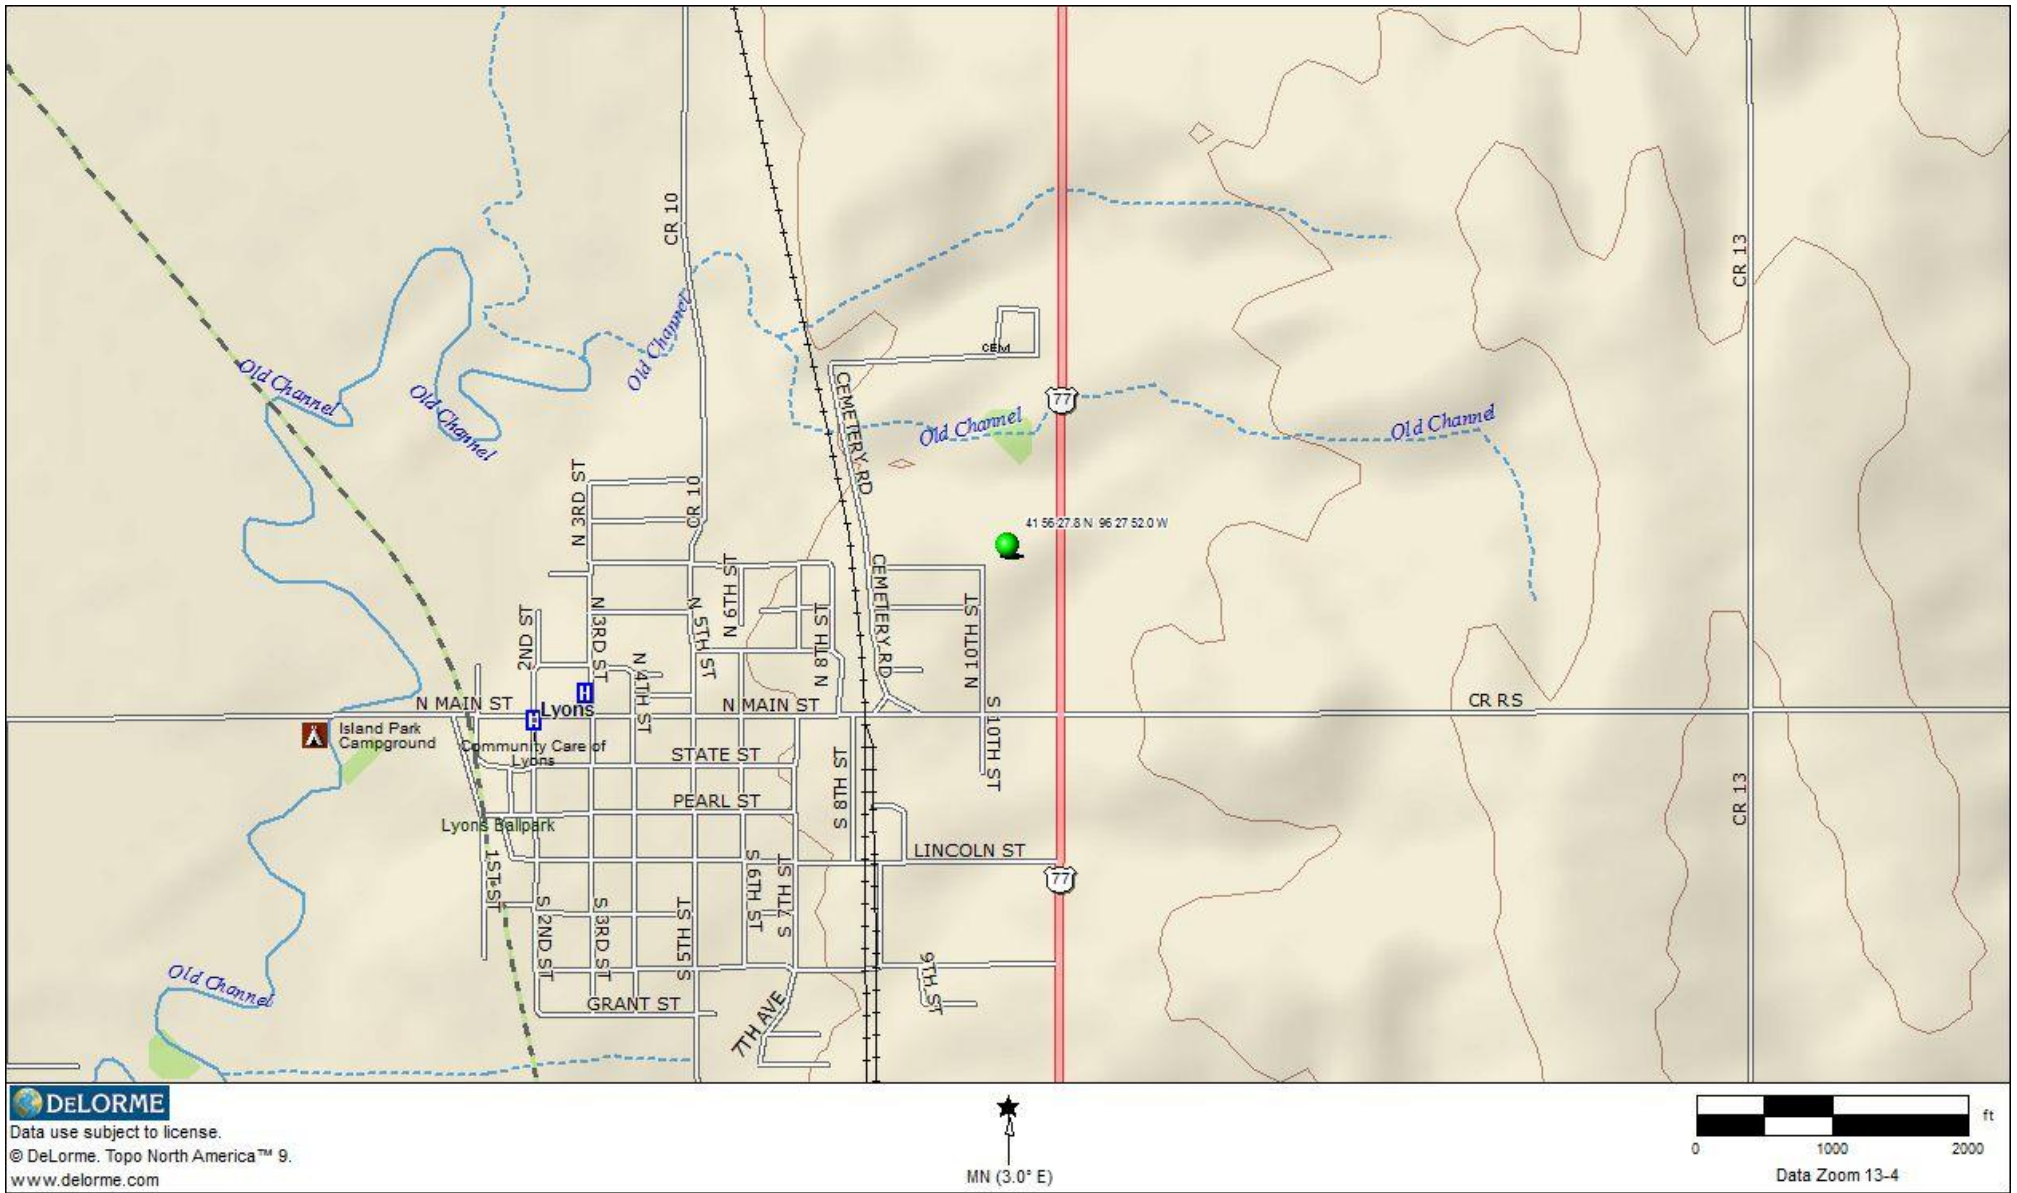 CR 10
CR 13
CEM
Old Channel
Old Channel
Old Channel
CEMETERY RD
77
Old Channel
Old Channel
N 3RD ST
CR 10
41 56 27.8 N 96 27 52.0 W
N 6TH ST
CEMETERY RD
2ND ST
N 3RD ST
N 5TH ST
N 8TH ST
N 10TH ST
N 4TH ST
H
N MAIN ST
Lyons
N MAIN ST
CR RS
H
S 10TH ST
Island Park
Campground
Community Care of
Lyons
STATE ST
S 8TH ST
CR 13
PEARL ST
Lyons Ballpark
LINCOLN ST
1ST ST
S 6TH ST
S 7TH ST
77
S 2ND ST
S 3RD ST
S 5TH ST
9TH ST
Old Channel
GRANT ST
7TH AVE
DELORME
Data use subject to license.
© DeLorme. Topo North America™ 9.
www.delorme.com
MN (3.0° E)
ft
0 1000 2000
Data Zoom 13-4